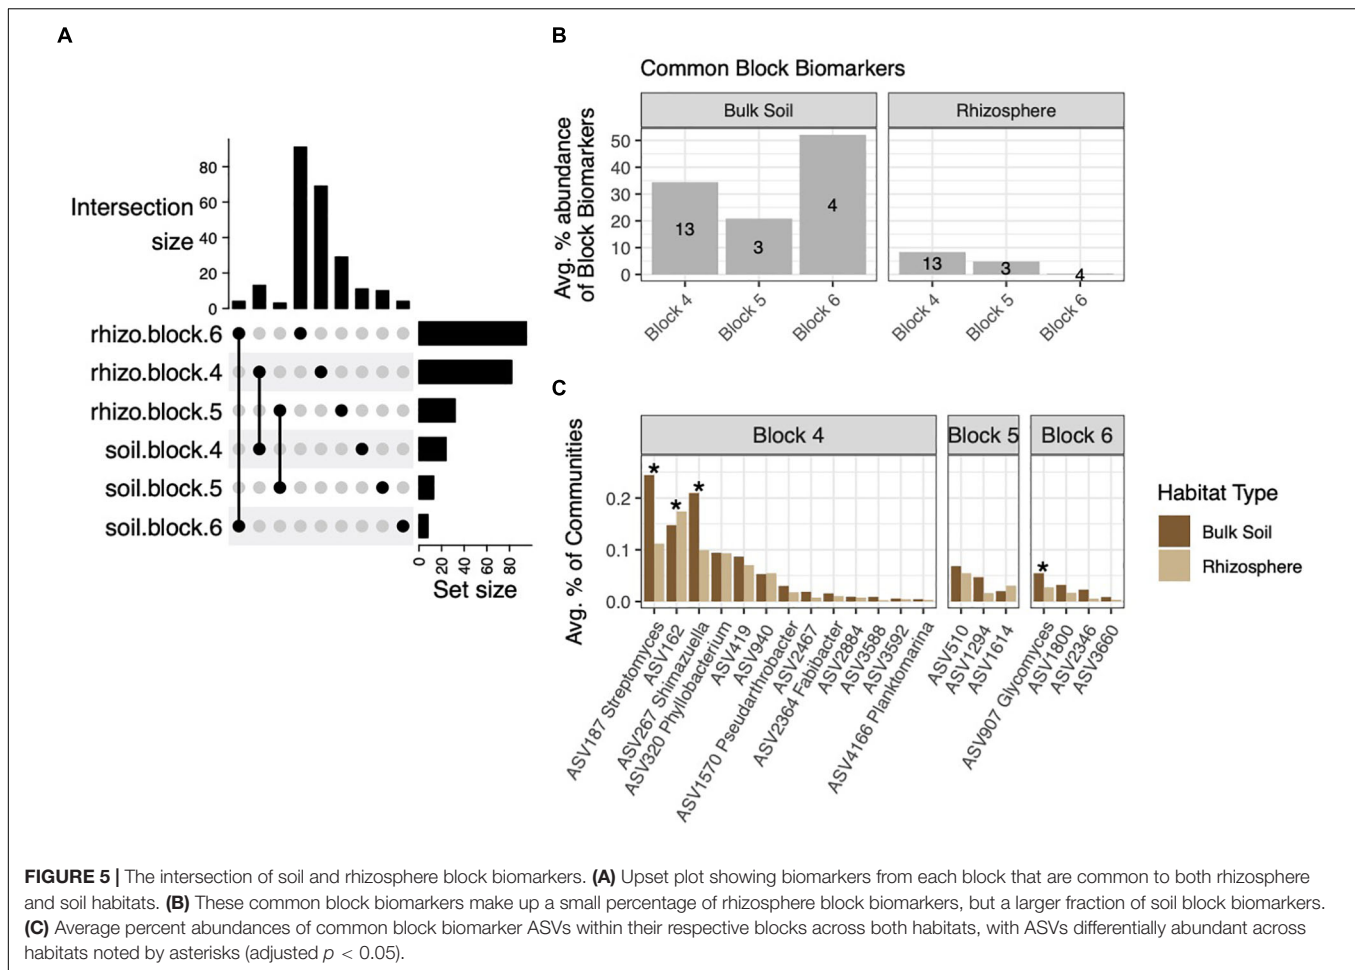 A
Intersection
size
80
60
40
20
0
rhizo.block.6
rhizo.block.4
rhizo.block.5
soil.block.4
soil.block.5
soil.block.6
0
20
40
60
80
Set size
B
Common Block Biomarkers
Bulk Soil
Rhizosphere
Avg. % abundance
of Block Biomarkers
50
40
30
20
10
0
13
3
4
13
3
4
Block 4
Block 5
Block 6
Block 4
Block 5
Block 6
C
Block 4
Block 5
Block 6
Avg. % of Communities
0.2
0.1
0.0
*
*
*
*
ASV187 Streptomyces
ASV162
ASV267 Shimazuella
ASV320 Phyllobacterium
ASV419
ASV940
ASV1570 Pseudarthrobacter
ASV2467
ASV2364 Fabibacter
ASV2884
ASV3588
ASV3592
ASV4166 Planktomarina
ASV510
ASV1294
ASV1614
ASV907 Glycomyces
ASV1800
ASV2346
ASV3660
Habitat Type
Bulk Soil
Rhizosphere
FIGURE 5 | The intersection of soil and rhizosphere block biomarkers. (A) Upset plot showing biomarkers from each block that are common to both rhizosphere
and soil habitats. (B) These common block biomarkers make up a small percentage of rhizosphere block biomarkers, but a larger fraction of soil block biomarkers.
(C) Average percent abundances of common block biomarker ASVs within their respective blocks across both habitats, with ASVs differentially abundant across
habitats noted by asterisks (adjusted p < 0.05).